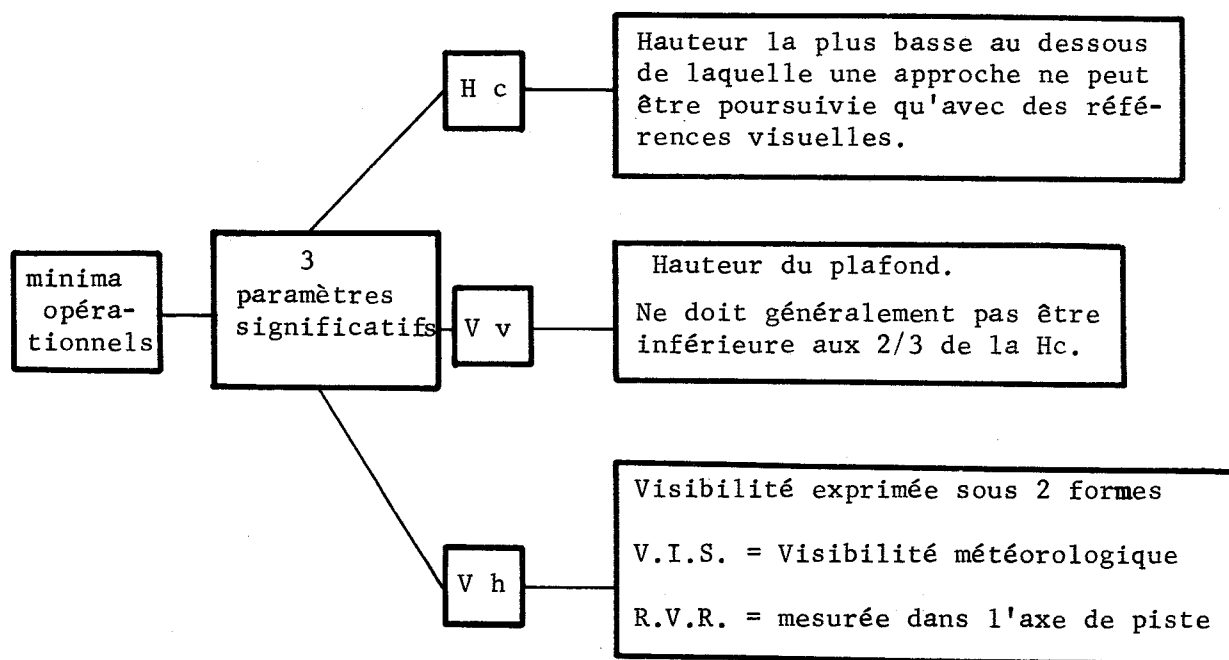 minima
opéra-
tionnels
3
paramètres
significatifs
H c
Hauteur la plus basse au dessous
de laquelle une approche ne peut
être poursuivie qu'avec des réfé-
rences visuelles.
V v
Hauteur du plafond.
Ne doit généralement pas être
inférieure aux 2/3 de la Hc.
V h
Visibilité exprimée sous 2 formes
V.I.S. = Visibilité météorologique
R.V.R. = mesurée dans l'axe de piste